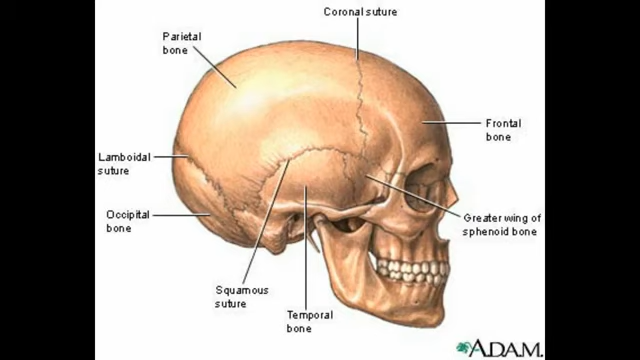 Coronal suture
Parietal
bone
Frontal
bone
Lamboidal
suture
Occipital
bone
Greater wing of
sphenoid bone
Squamous
suture
Temporal
bone
A.D.A.M.